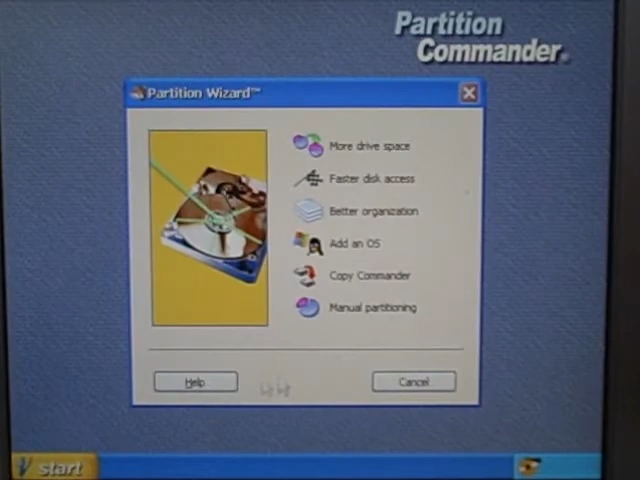 Partition
Commander®
Partition Wizard™
More drive space
Faster disk access
Better organization
Add an OS
Copy Commander
Manual partitioning
Help
Cancel
start